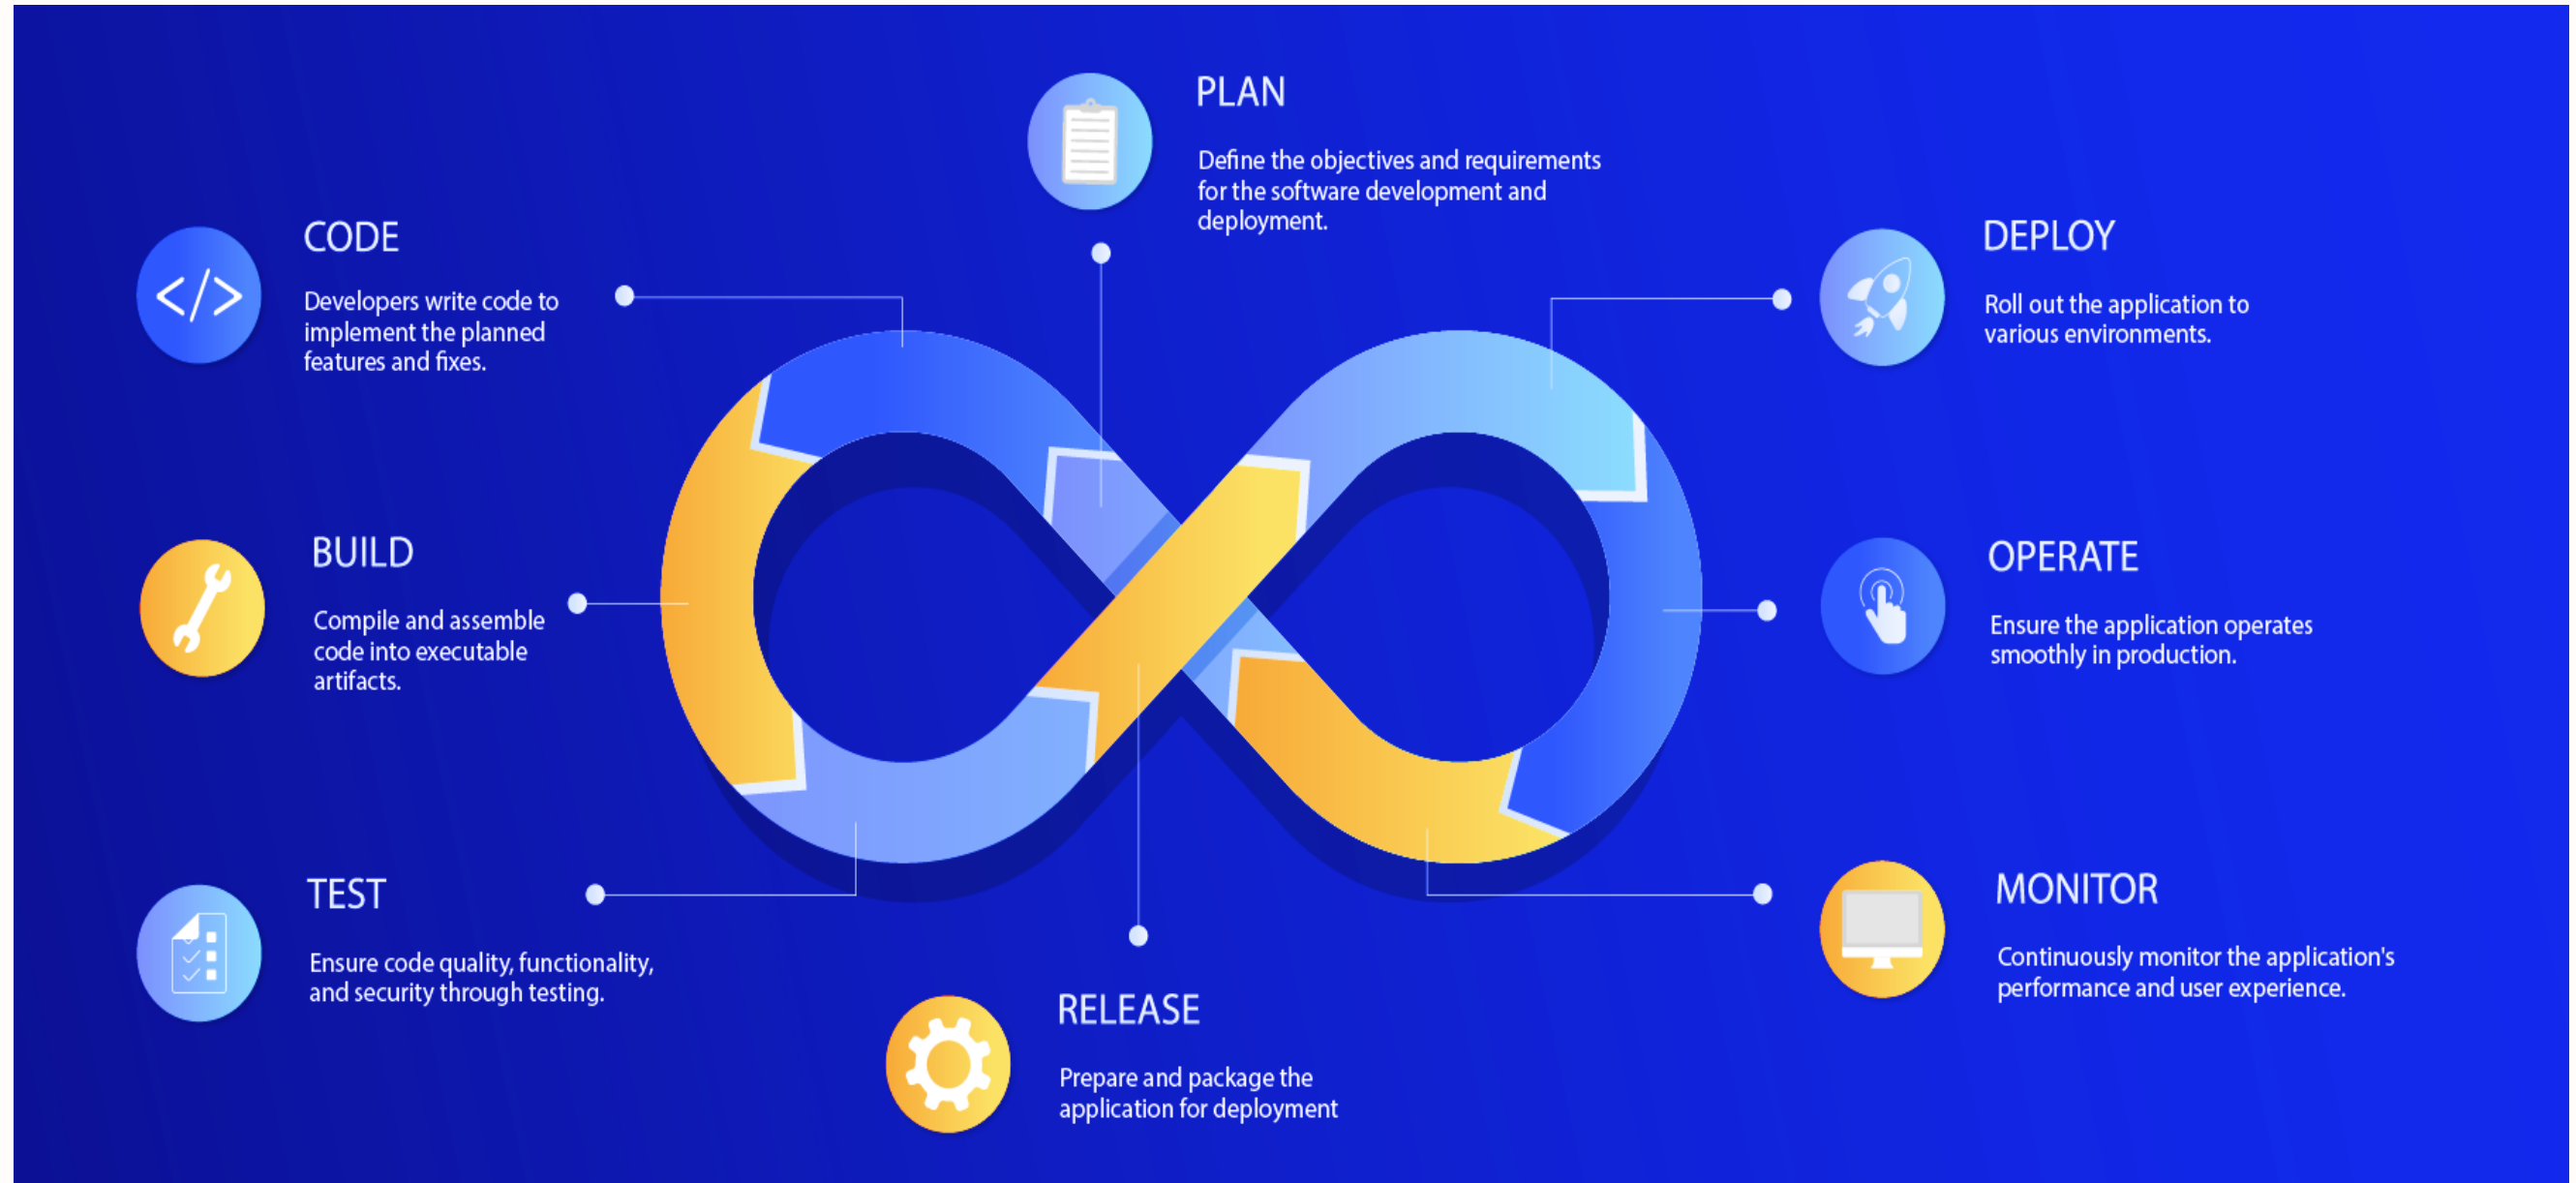 PLAN
Define the objectives and requirements
for the software development and
deployment.
CODE
Developers write code to
implement the planned
features and fixes.
BUILD
Compile and assemble
code into executable
artifacts.
TEST
Ensure code quality, functionality,
and security through testing.
RELEASE
Prepare and package the
application for deployment
DEPLOY
Roll out the application to
various environments.
OPERATE
Ensure the application operates
smoothly in production.
MONITOR
Continuously monitor the application's
performance and user experience.